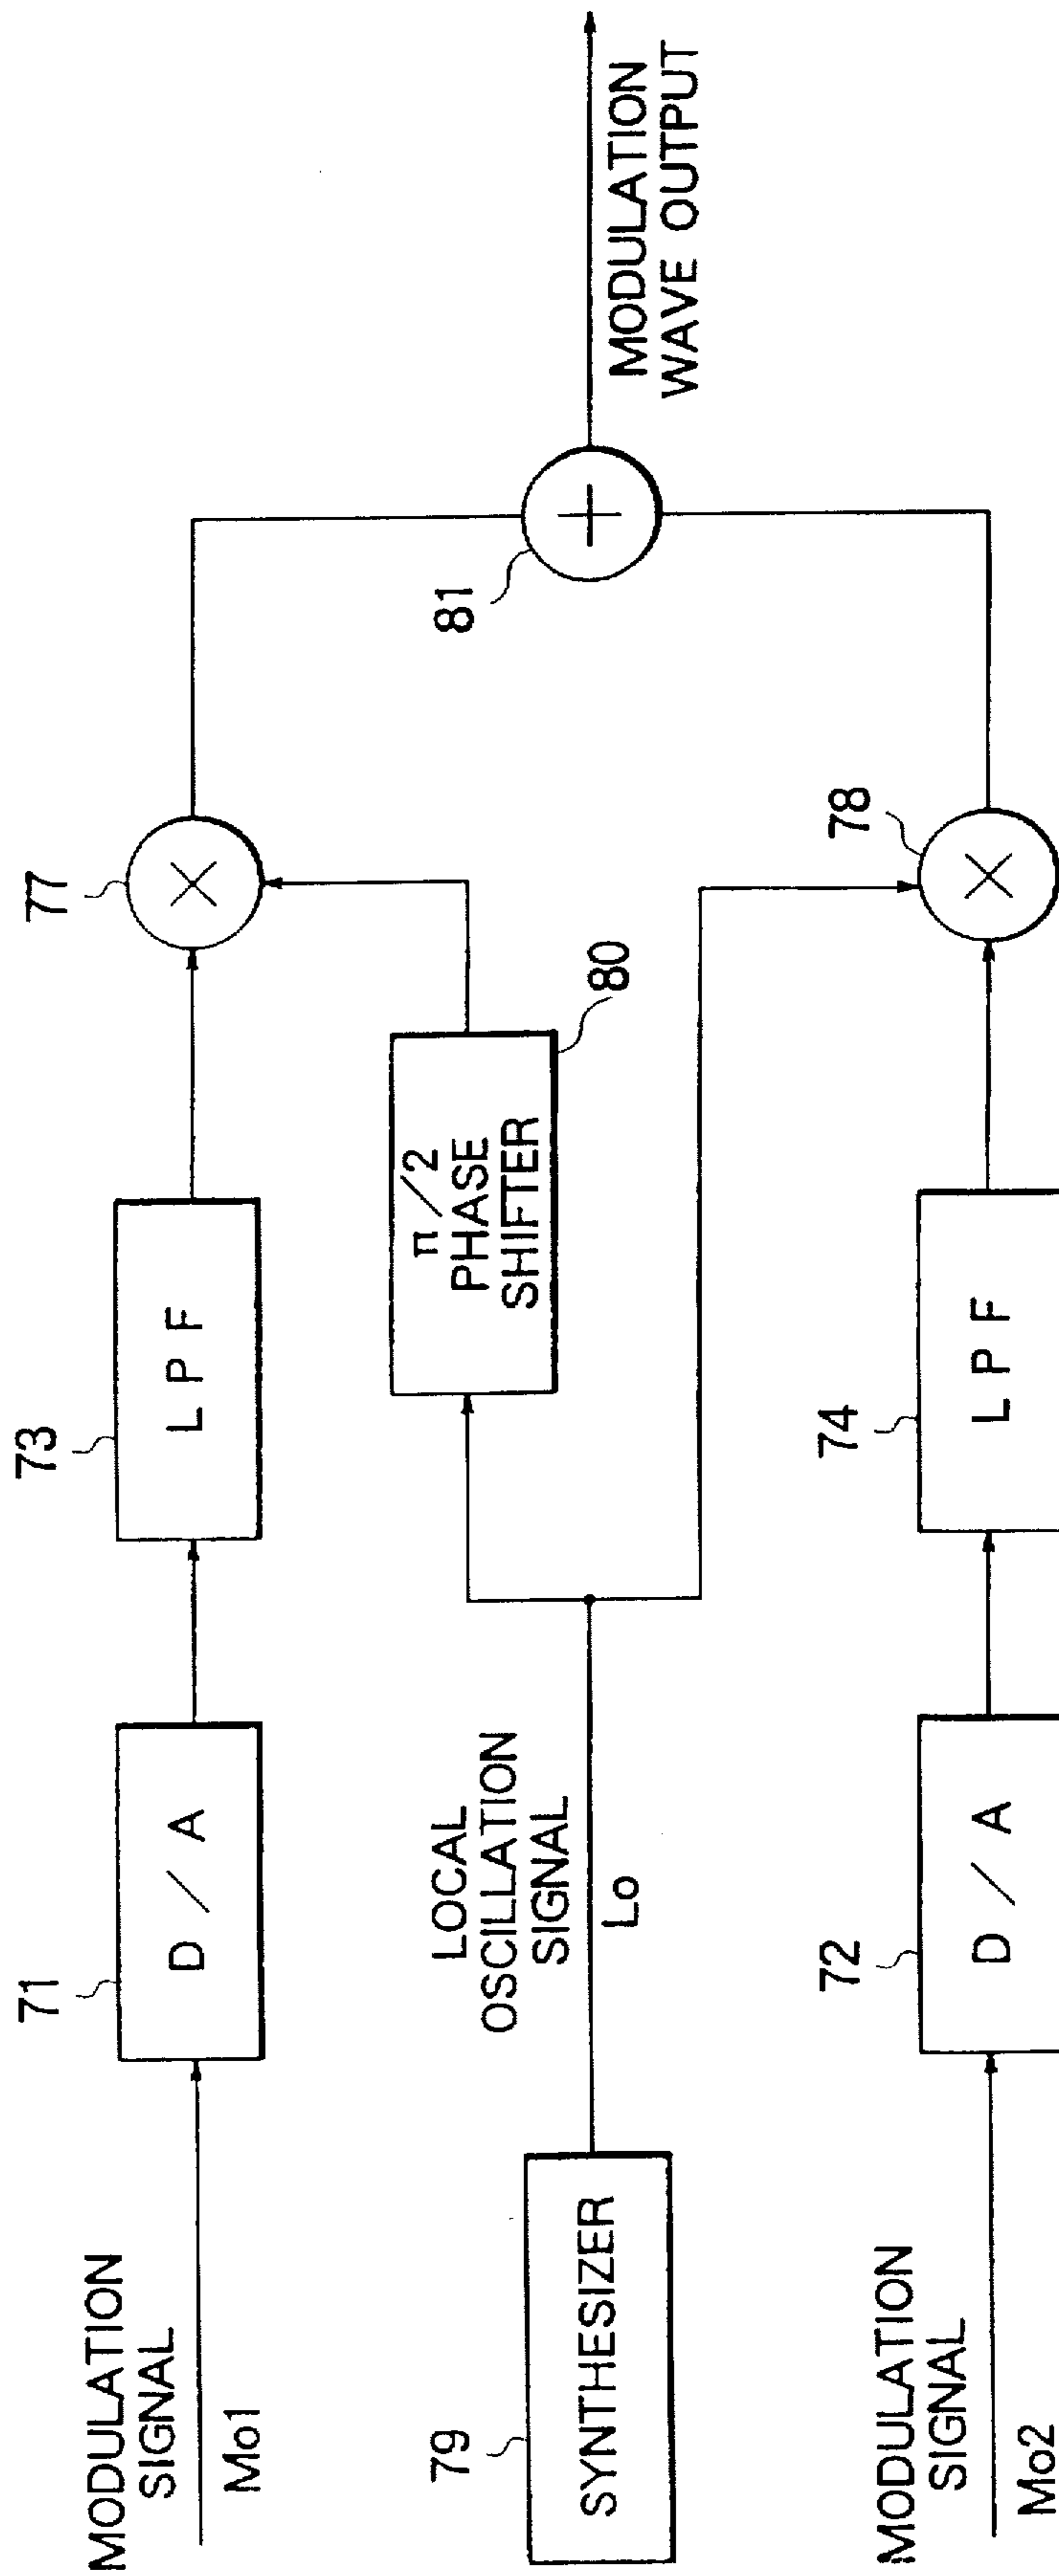 MODULATION
SIGNAL
Mo1
71
D / A
73
L P F
77
×
79
SYNTHESIZER
LOCAL
OSCILLATION
SIGNAL
Lo
π/2
PHASE
SHIFTER
80
81
+
MODULATION
WAVE OUTPUT
MODULATION
SIGNAL
Mo2
72
D / A
74
L P F
78
×